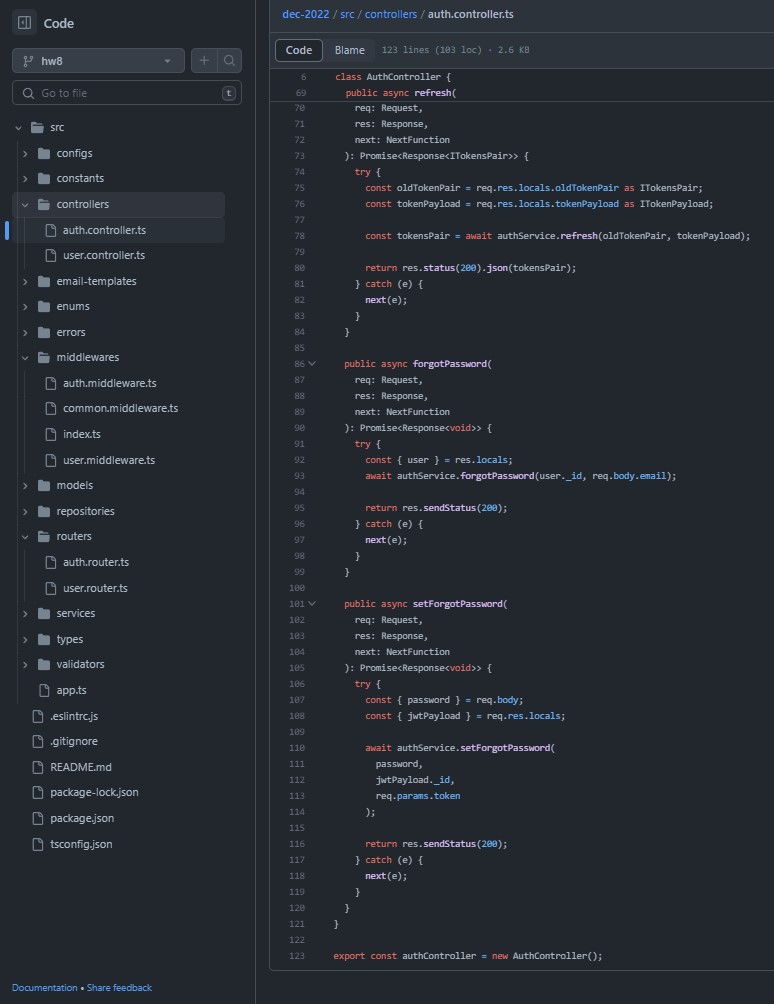 Code
hw8
Go to file
t
src
configs
constants
controllers
auth.controller.ts
user.controller.ts
email-templates
enums
errors
middlewares
auth.middleware.ts
common.middleware.ts
index.ts
user.middleware.ts
models
repositories
routers
auth.router.ts
user.router.ts
services
types
validators
app.ts
.eslintrc.js
.gitignore
README.md
package-lock.json
package.json
tsconfig.json
Documentation • Share feedback
dec-2022 / src / controllers / auth.controller.ts
Code Blame 123 lines (103 loc) · 2.6 KB
6 class AuthController {
69 public async refresh(
70 req: Request,
71 res: Response,
72 next: NextFunction
73 ): Promise<Response<ITokensPair>> {
74 try {
75 const oldTokenPair = req.res.locals.oldTokenPair as ITokensPair;
76 const tokenPayload = req.res.locals.tokenPayload as ITokenPayload;
77
78 const tokensPair = await authService.refresh(oldTokenPair, tokenPayload);
79
80 return res.status(200).json(tokensPair);
81 } catch (e) {
82 next(e);
83 }
84 }
85
86 public async forgotPassword(
87 req: Request,
88 res: Response,
89 next: NextFunction
90 ): Promise<Response<void>> {
91 try {
92 const { user } = res.locals;
93 await authService.forgotPassword(user._id, req.body.email);
94
95 return res.sendStatus(200);
96 } catch (e) {
97 next(e);
98 }
99 }
100
101 public async setForgotPassword(
102 req: Request,
103 res: Response,
104 next: NextFunction
105 ): Promise<Response<void>> {
106 try {
107 const { password } = req.body;
108 const { jwtPayload } = req.res.locals;
109
110 await authService.setForgotPassword(
111 password,
112 jwtPayload._id,
113 req.params.token
114 );
115
116 return res.sendStatus(200);
117 } catch (e) {
118 next(e);
119 }
120 }
121 }
122
123 export const authController = new AuthController();